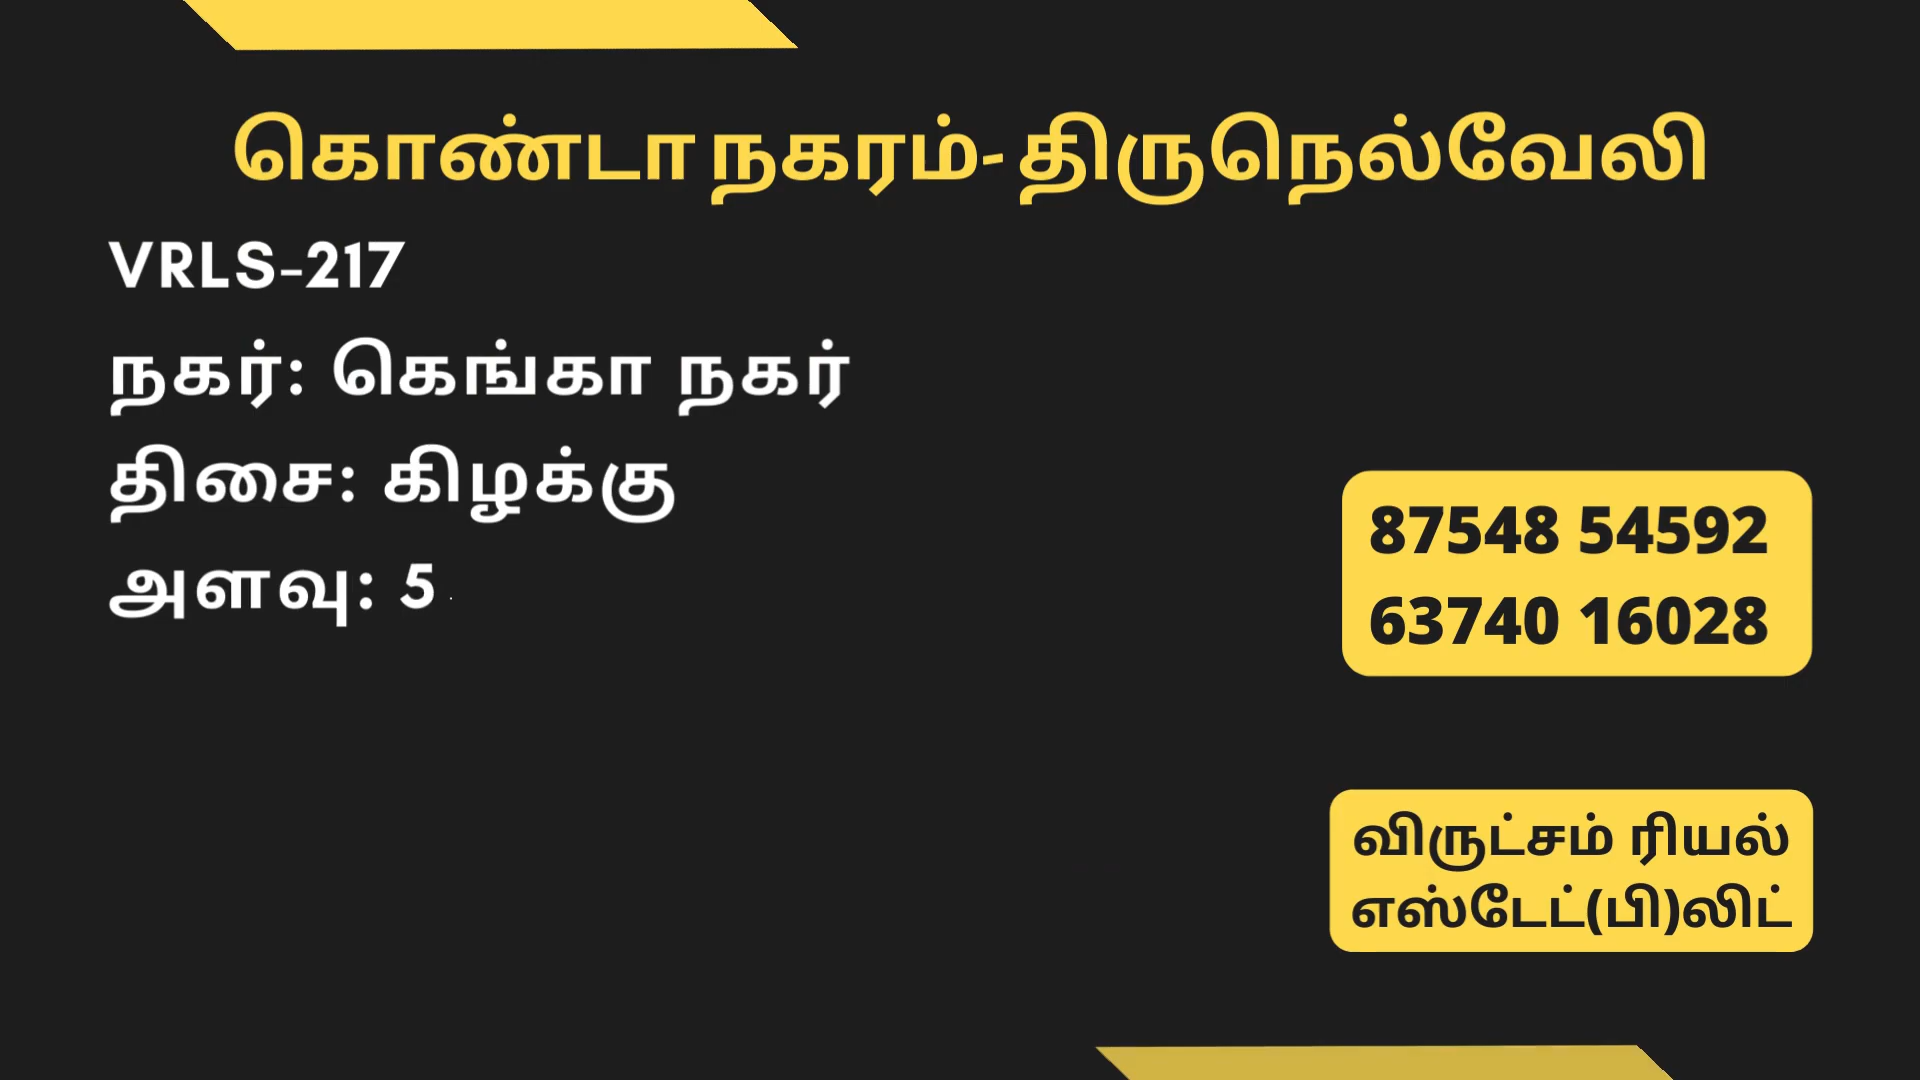 கொண்டாநகரம்-திருநெல்வேலி
VRLS-217
நகர்: கெங்கா நகர்
திசை: கிழக்கு
அளவு: 5
87548 54592
63740 16028
விருட்சம் ரியல்
எஸ்டேட்(பி)லிட்